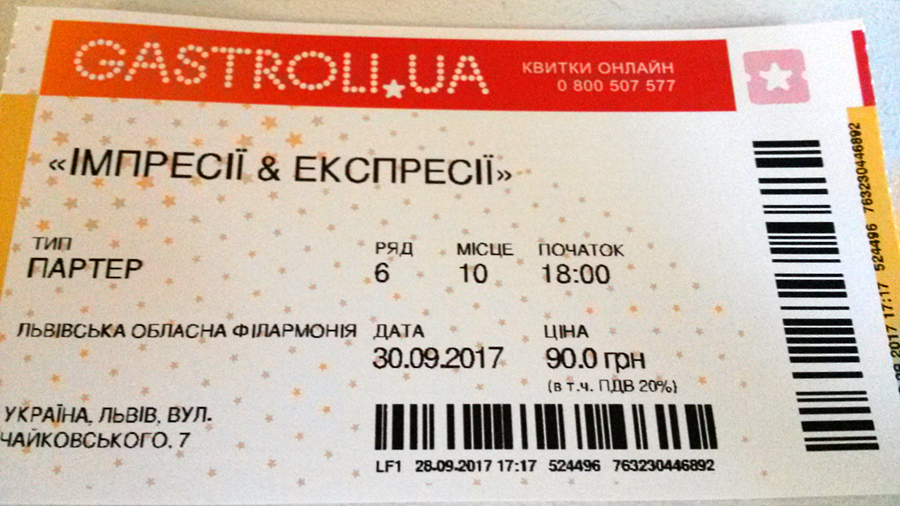 GASTROLI.UA
КВИТКИ ОНЛАЙН
0 800 507 577
«ІМПРЕСІЇ & ЕКСПРЕСІЇ»
ТИП
ПАРТЕР
РЯД
6
МІСЦЕ
10
ПОЧАТОК
18:00
ЛЬВІВСЬКА ОБЛАСНА ФІЛАРМОНІЯ
ДАТА
30.09.2017
ЦІНА
90.0 грн
(в т.ч. ПДВ 20%)
УКРАЇНА, ЛЬВІВ, ВУЛ.
ЧАЙКОВСЬКОГО, 7
LF1 28-09-2017 17:17 524496 763230446892
09-2017 17:17 524496 763230446892